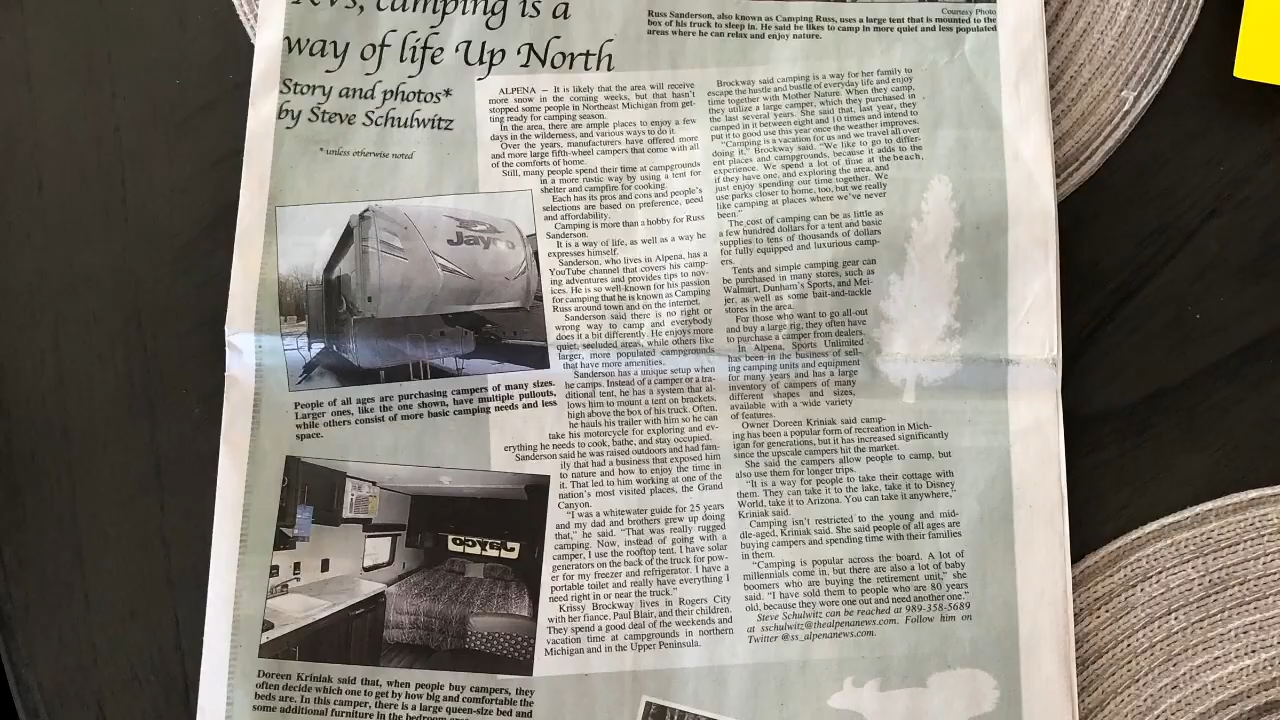 RVs, camping is a
way of life Up North
Story and photos*
by Steve Schulwitz
* unless otherwise noted
Courtesy Photo
Russ Sanderson, also known as Camping Russ, uses a large tent that is mounted to the
box of his truck to sleep in. He said he likes to camp in more quiet and less populated
areas where he can relax and enjoy nature.
ALPENA — It is likely that the area will receive
more snow in the coming weeks, but that hasn't
stopped some people in Northeast Michigan from get-
ting ready for camping season.
In the area, there are ample places to enjoy a few
days in the wilderness, and various ways to do it.
Over the years, manufacturers have offered more
and more large fifth-wheel campers that come with all
of the comforts of home.
Still, many people spend their time at campgrounds
in a more rustic way by using a tent for
shelter and campfire for cooking.
Each has its pros and cons and people's
selections are based on preference, need
and affordability.
Camping is more than a hobby for Russ
Sanderson.
It is a way of life, as well as a way he
expresses himself.
Sanderson, who lives in Alpena, has a
YouTube channel that covers his camp-
ing adventures and provides tips to nov-
ices. He is so well-known for his passion
for camping that he is known as Camping
Russ around town and on the internet.
Sanderson said there is no right or
wrong way to camp and everybody
does it a bit differently. He enjoys more
quiet, secluded areas, while others like
larger, more populated campgrounds
that have more amenities.
Sanderson has a unique setup when
he camps. Instead of a camper or a tra-
ditional tent, he has a system that al-
lows him to mount a tent on brackets,
high above the box of his truck. Often,
he hauls his trailer with him so he can
take his motorcycle for exploring and ev-
erything he needs to cook, bathe, and stay occupied.
Sanderson said he was raised outdoors and had fam-
ily that had a business that exposed him
to nature and how to enjoy the time in
it. That led to him working at one of the
nation's most visited places, the Grand
Canyon.
"I was a whitewater guide for 25 years
and my dad and brothers grew up doing
that," he said. "That was really rugged
camping. Now, instead of going with a
camper, I use the rooftop tent. I have solar
generators on the back of the truck for pow-
er for my freezer and refrigerator. I have a
portable toilet and really have everything I
need right in or near the truck."
Krissy Brockway lives in Rogers City
with her fiance, Paul Blair, and their children.
They spend a good deal of the weekends and
vacation time at campgrounds in northern
Michigan and in the Upper Peninsula.
Brockway said camping is a way for her family to
escape the hustle and bustle of everyday life and enjoy
time together with Mother Nature. When they camp,
they utilize a large camper, which they purchased in
the last several years. She said that, last year, they
camped in it between eight and 10 times and intend to
put it to good use this year once the weather improves.
"Camping is a vacation for us and we travel all over
doing it," Brockway said. "We like to go to differ-
ent places and campgrounds, because it adds to the
experience. We spend a lot of time at the beach,
if they have one, and exploring the area, and
just enjoy spending our time together. We
use parks closer to home, too, but we really
like camping at places where we've never
been."
The cost of camping can be as little as
a few hundred dollars for a tent and basic
supplies to tens of thousands of dollars
for fully equipped and luxurious camp-
ers.
Tents and simple camping gear can
be purchased in many stores, such as
Walmart, Dunham's Sports, and Mei-
jer, as well as some bait-and-tackle
stores in the area.
For those who want to go all-out
and buy a large rig, they often have
to purchase a camper from dealers.
In Alpena, Sports Unlimited
has been in the business of sell-
ing camping units and equipment
for many years and has a large
inventory of campers of many
different shapes and sizes,
available with a wide variety
of features.
Owner Doreen Kriniak said camp-
ing has been a popular form of recreation in Mich-
igan for generations, but it has increased significantly
since the upscale campers hit the market.
She said the campers allow people to camp, but
also use them for longer trips.
"It is a way for people to take their cottage with
them. They can take it to the lake, take it to Disney
World, take it to Arizona. You can take it anywhere,"
Kriniak said.
Camping isn't restricted to the young and mid-
dle-aged, Kriniak said. She said people of all ages are
buying campers and spending time with their families
in them.
"Camping is popular across the board. A lot of
millennials come in, but there are also a lot of baby
boomers who are buying the retirement unit," she
said. "I have sold them to people who are 80 years
old, because they wore one out and need another one."
Steve Schulwitz can be reached at 989-358-5689
at sschulwitz@thealpenanews.com. Follow him on
Twitter @ss_alpenanews.com.
Jayco
People of all ages are purchasing campers of many sizes.
Larger ones, like the one shown, have multiple pullouts,
while others consist of more basic camping needs and less
space.
JAYCO
Doreen Kriniak said that, when people buy campers, they
often decide which one to get by how big and comfortable the
beds are. In this camper, there is a large queen-size bed and
some additional furniture in the bedroom